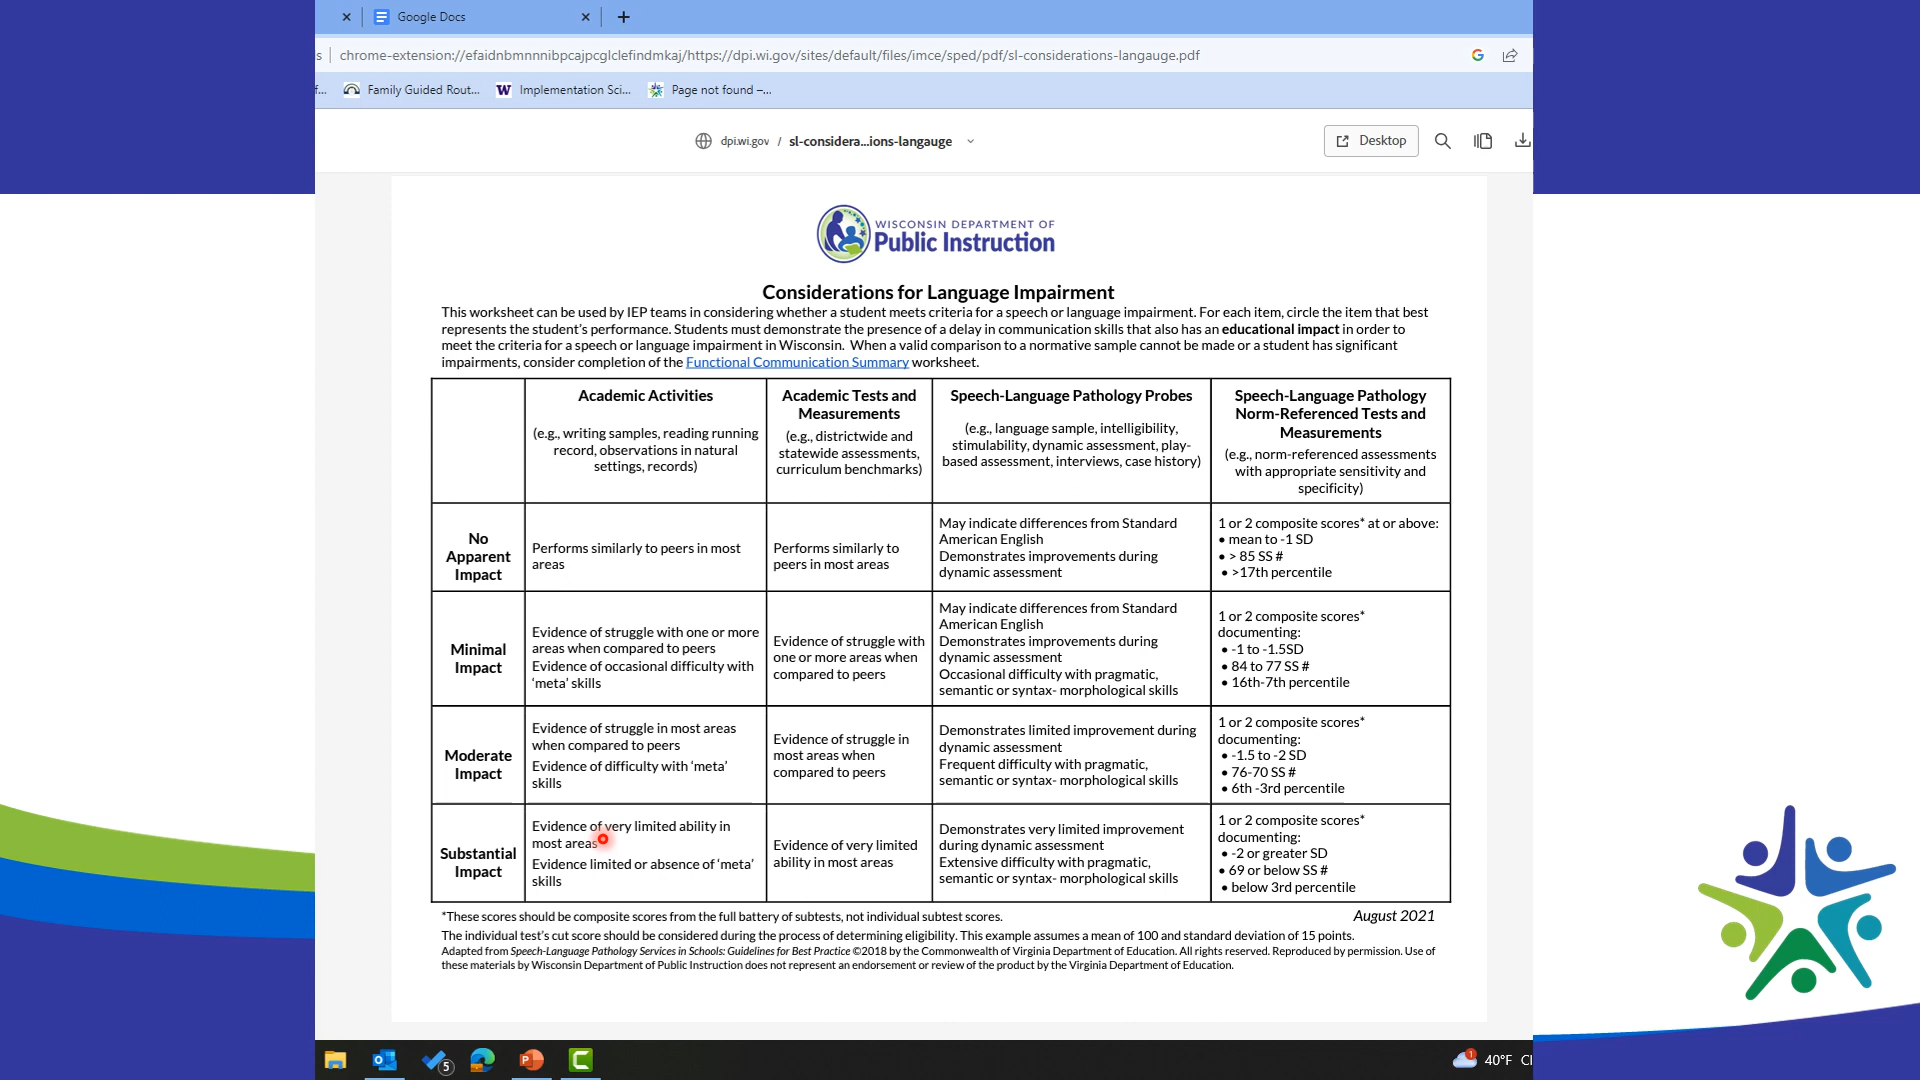 Google Docs
chrome-extension://efaidnbmnnnibpcajpcglclefindmkaj/https://dpi.wi.gov/sites/default/files/imce/sped/pdf/sl-considerations-langauge.pdf
Family Guided Rout... Implementation Sci... Page not found –...
dpi.wi.gov / sl-considera...ions-langauge
Desktop
WISCONSIN DEPARTMENT OF
Public Instruction
Considerations for Language Impairment
This worksheet can be used by IEP teams in considering whether a student meets criteria for a speech or language impairment. For each item, circle the item that best
represents the student's performance. Students must demonstrate the presence of a delay in communication skills that also has an educational impact in order to
meet the criteria for a speech or language impairment in Wisconsin. When a valid comparison to a normative sample cannot be made or a student has significant
impairments, consider completion of the Functional Communication Summary worksheet.
Academic Activities
(e.g., writing samples, reading running
record, observations in natural
settings, records)
Academic Tests and
Measurements
(e.g., districtwide and
statewide assessments,
curriculum benchmarks)
Speech-Language Pathology Probes
(e.g., language sample, intelligibility,
stimulability, dynamic assessment, play-
based assessment, interviews, case history)
Speech-Language Pathology
Norm-Referenced Tests and
Measurements
(e.g., norm-referenced assessments
with appropriate sensitivity and
specificity)
No
Apparent
Impact
Performs similarly to peers in most
areas
Performs similarly to
peers in most areas
May indicate differences from Standard
American English
Demonstrates improvements during
dynamic assessment
1 or 2 composite scores* at or above:
• mean to -1 SD
• > 85 SS #
• >17th percentile
Minimal
Impact
Evidence of struggle with one or more
areas when compared to peers
Evidence of occasional difficulty with
'meta' skills
Evidence of struggle with
one or more areas when
compared to peers
May indicate differences from Standard
American English
Demonstrates improvements during
dynamic assessment
Occasional difficulty with pragmatic,
semantic or syntax- morphological skills
1 or 2 composite scores*
documenting:
• -1 to -1.5SD
• 84 to 77 SS #
• 16th-7th percentile
Moderate
Impact
Evidence of struggle in most areas
when compared to peers
Evidence of difficulty with 'meta'
skills
Evidence of struggle in
most areas when
compared to peers
Demonstrates limited improvement during
dynamic assessment
Frequent difficulty with pragmatic,
semantic or syntax- morphological skills
1 or 2 composite scores*
documenting:
• -1.5 to -2 SD
• 76-70 SS #
• 6th -3rd percentile
Substantial
Impact
Evidence of very limited ability in
most areas
Evidence limited or absence of 'meta'
skills
Evidence of very limited
ability in most areas
Demonstrates very limited improvement
during dynamic assessment
Extensive difficulty with pragmatic,
semantic or syntax- morphological skills
1 or 2 composite scores*
documenting:
• -2 or greater SD
• 69 or below SS #
• below 3rd percentile
*These scores should be composite scores from the full battery of subtests, not individual subtest scores.
August 2021
The individual test's cut score should be considered during the process of determining eligibility. This example assumes a mean of 100 and standard deviation of 15 points.
Adapted from Speech-Language Pathology Services in Schools: Guidelines for Best Practice ©2018 by the Commonwealth of Virginia Department of Education. All rights reserved. Reproduced by permission. Use of
these materials by Wisconsin Department of Public Instruction does not represent an endorsement or review of the product by the Virginia Department of Education.
5
1
40°F